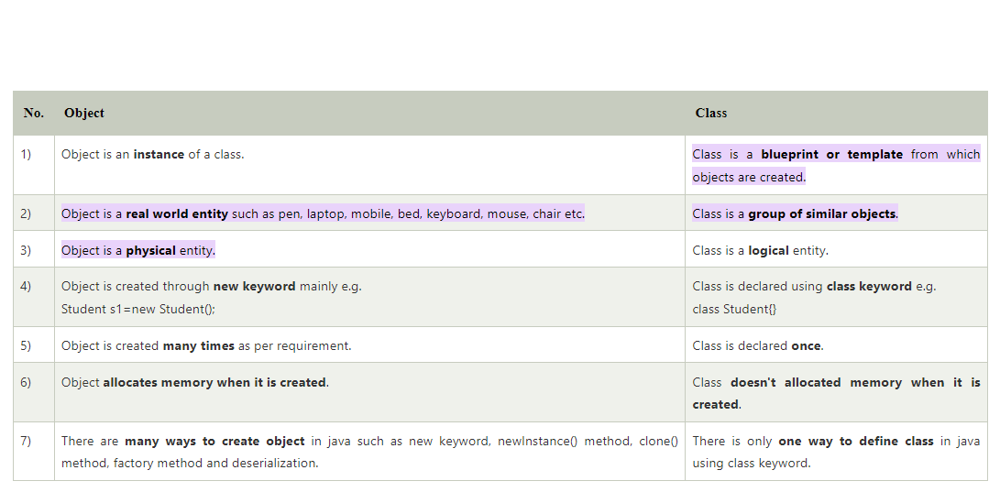 No. Object Class
1) Object is an instance of a class. Class is a blueprint or template from which
objects are created.
2) Object is a real world entity such as pen, laptop, mobile, bed, keyboard, mouse, chair etc. Class is a group of similar objects.
3) Object is a physical entity. Class is a logical entity.
4) Object is created through new keyword mainly e.g. Class is declared using class keyword e.g.
Student s1=new Student(); class Student{}
5) Object is created many times as per requirement. Class is declared once.
6) Object allocates memory when it is created. Class doesn't allocated memory when it is
created.
7) There are many ways to create object in java such as new keyword, newInstance() method, clone() There is only one way to define class in java
method, factory method and deserialization. using class keyword.